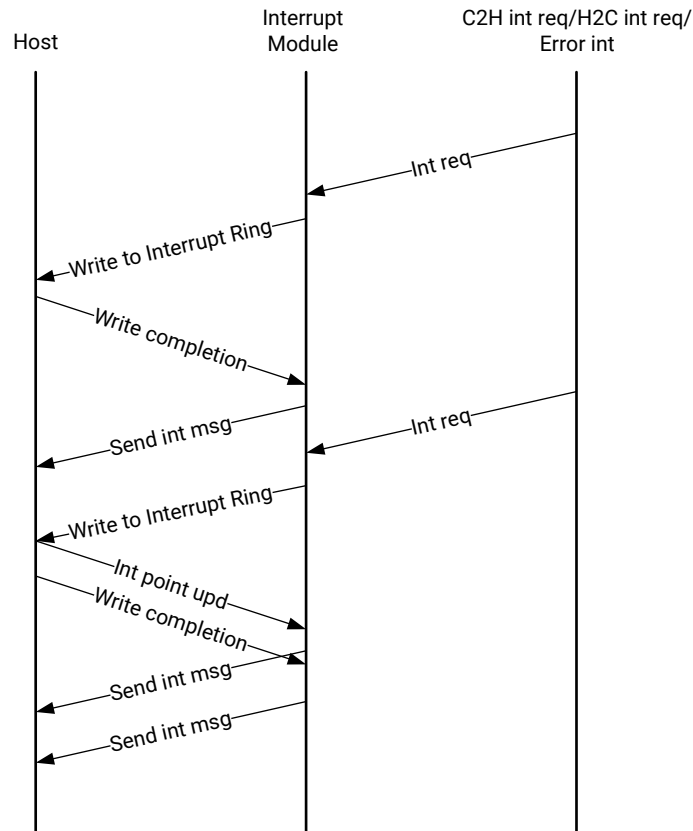 Host
Interrupt
Module
C2H int req/H2C int req/
Error int
Int req
Write to Interrupt Ring
Write completion
Send int msg
Int req
Write to Interrupt Ring
Int point upd
Write completion
Send int msg
Send int msg